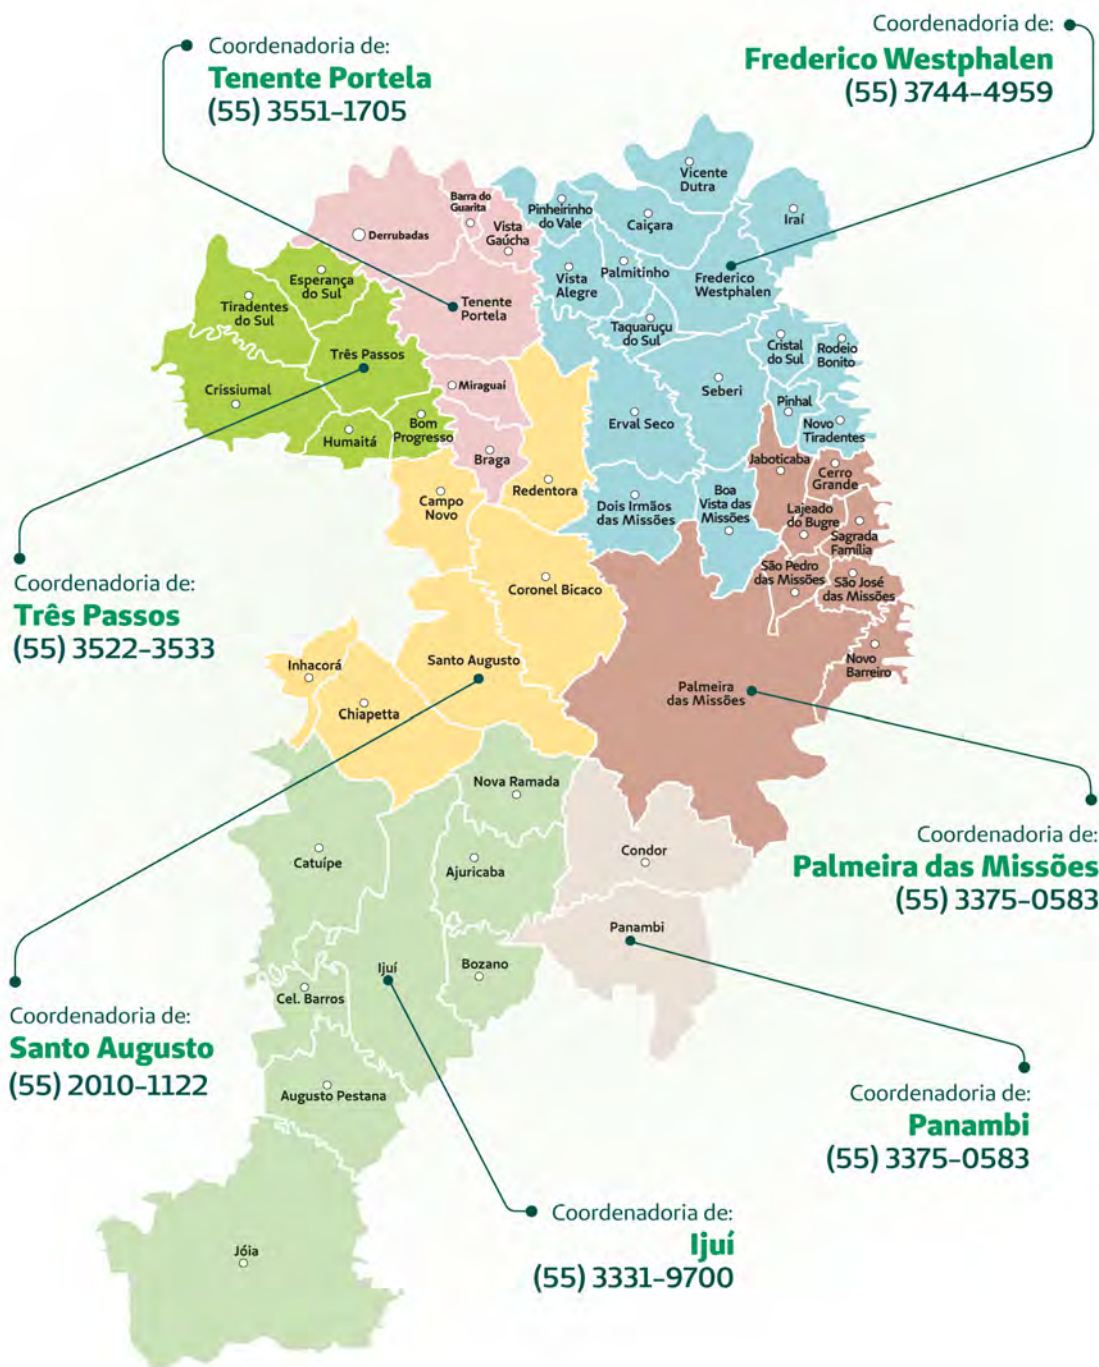 Coordenadoria de:
Tenente Portela
(55) 3551-1705
Coordenadoria de:
Frederico Westphalen
(55) 3744-4959
Vicente
Dutra
Barra do
Guarita
Pinheirinho
do Vale
Caiçara
Iraí
Derrubadas
Vista
Gaúcha
Esperança
do Sul
Vista
Alegre
Palmitinho
Frederico
Westphalen
Tiradentes
do Sul
Tenente
Portela
Taquaruçu
do Sul
Cristal
do Sul
Rodeio
Bonito
Três Passos
Crissiumal
Miraguaí
Seberi
Pinhal
Humaitá
Bom
Progresso
Erval Seco
Novo
Tiradentes
Braga
Jaboticaba
Cerro
Grande
Campo
Novo
Redentora
Dois Irmãos
das Missões
Boa
Vista das
Missões
Lajeado
do Bugre
Sagrada
Família
São Pedro
das Missões
São José
das Missões
Coordenadoria de:
Três Passos
(55) 3522-3533
Coronel Bicaco
Inhacorá
Santo Augusto
Novo
Barreiro
Chiapetta
Palmeira
das Missões
Nova Ramada
Catuípe
Ajuricaba
Condor
Coordenadoria de:
Palmeira das Missões
(55) 3375-0583
Panambi
Ijuí
Bozano
Cel. Barros
Coordenadoria de:
Santo Augusto
(55) 2010-1122
Augusto Pestana
Coordenadoria de:
Panambi
(55) 3375-0583
Jóia
Coordenadoria de:
Ijuí
(55) 3331-9700